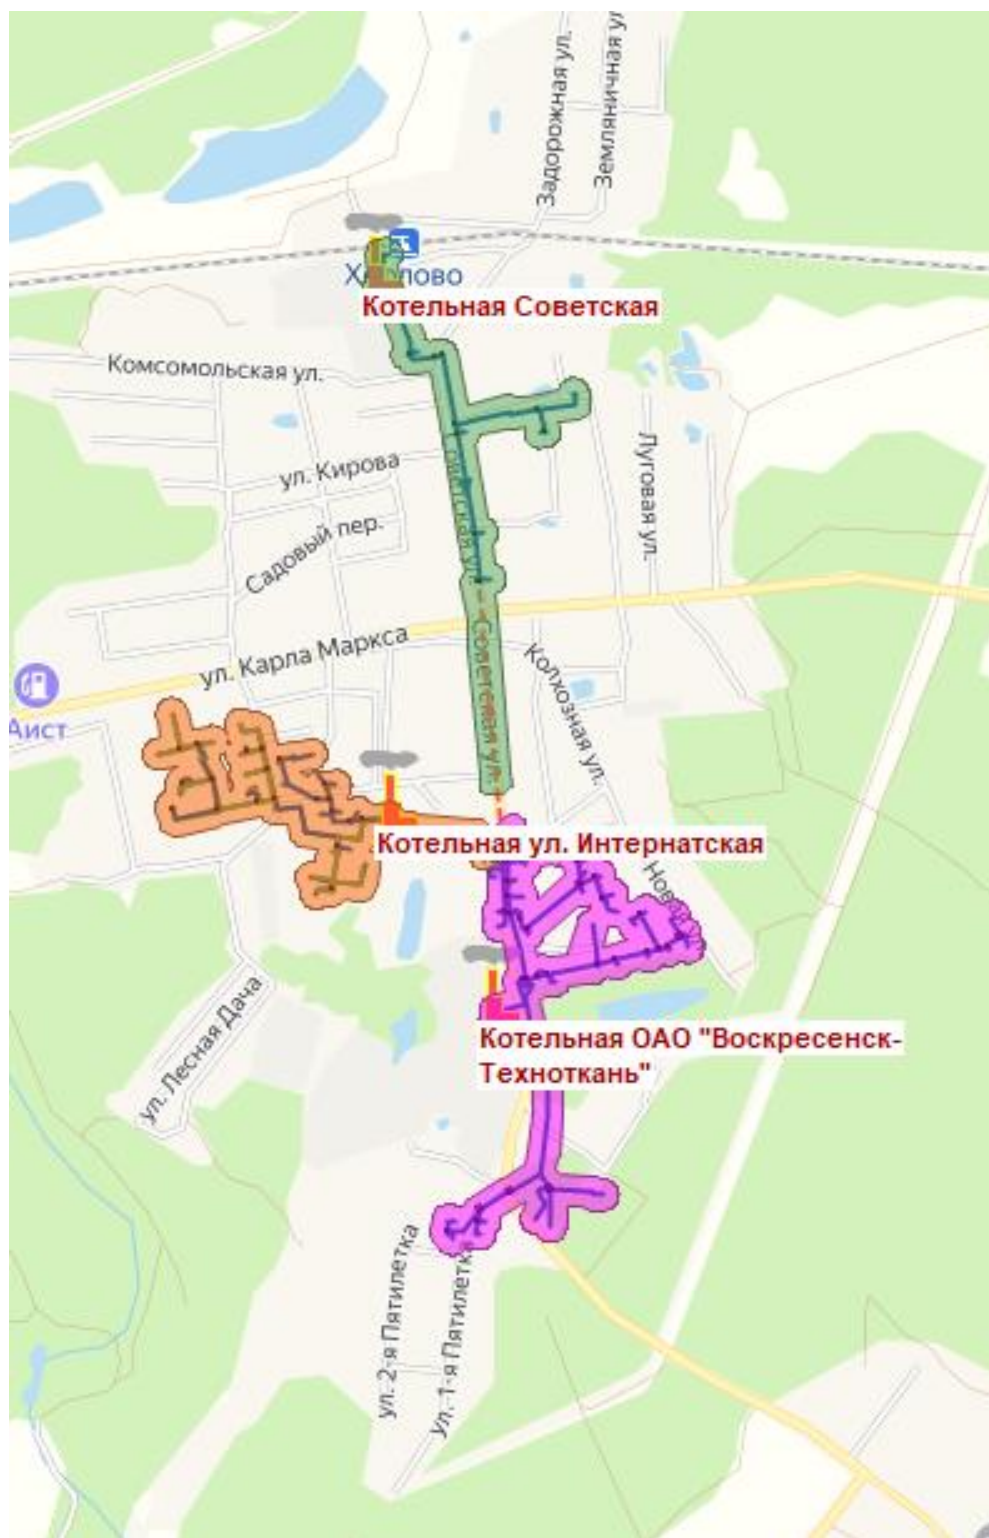 Задорожная ул.
Земляничная ул
Котельная Советская
Комсомольская ул.
ул. Кирова
Луговая ул.
Садовый пер.
ул. Карла Маркса
Советская ул.
Колхозная ул.
Аист
Котельная ул. Интернатская
Котельная ОАО "Воскресенск-
Техноткань"
ул. Лесная Дача
ул. 2-я Пятилетка
ул. 1-я Пятилетка